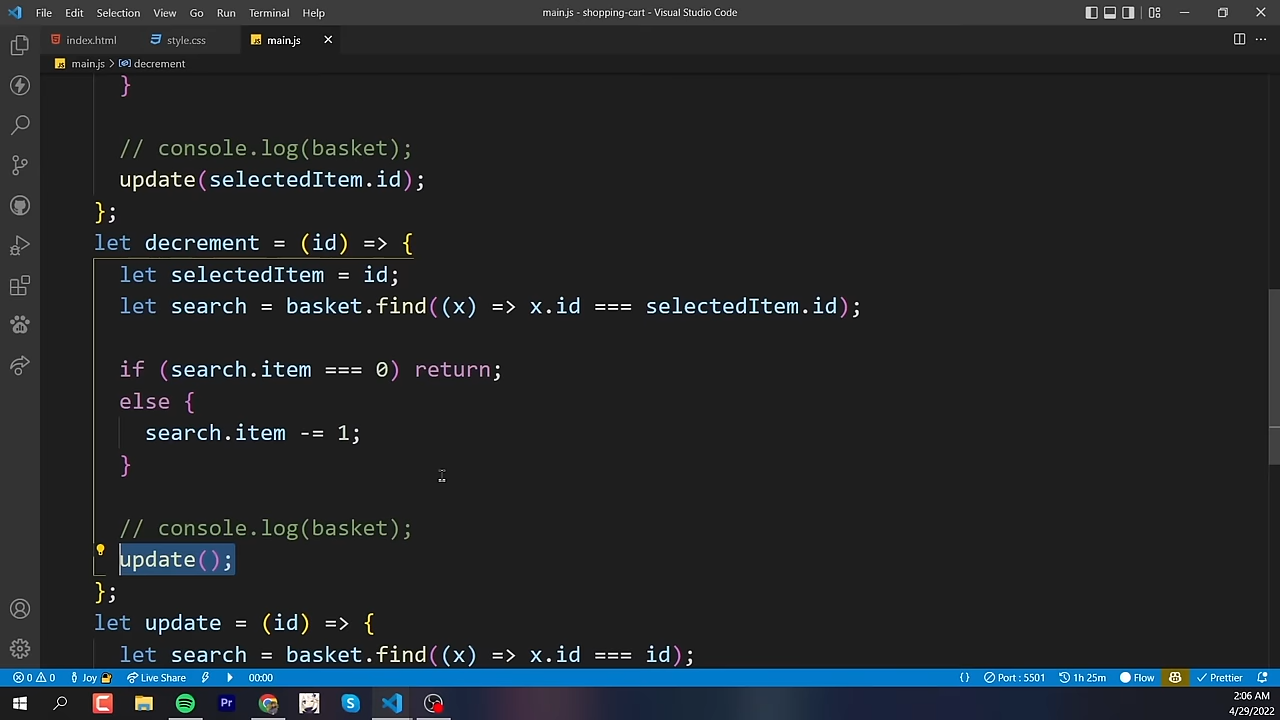 File Edit Selection View Go Run Terminal Help main.js - shopping-cart - Visual Studio Code
index.html style.css JS main.js
JS main.js > decrement
}
// console.log(basket);
update(selectedItem.id);
};
let decrement = (id) => {
let selectedItem = id;
let search = basket.find((x) => x.id === selectedItem.id);
if (search.item === 0) return;
else {
search.item -= 1;
}
// console.log(basket);
update();
};
let update = (id) => {
let search = basket.find((x) => x.id === id);
0 0 Joy Live Share 00:00 {} Port : 5501 1h 25m Flow Prettier
Pr
2:06 AM
4/29/2022